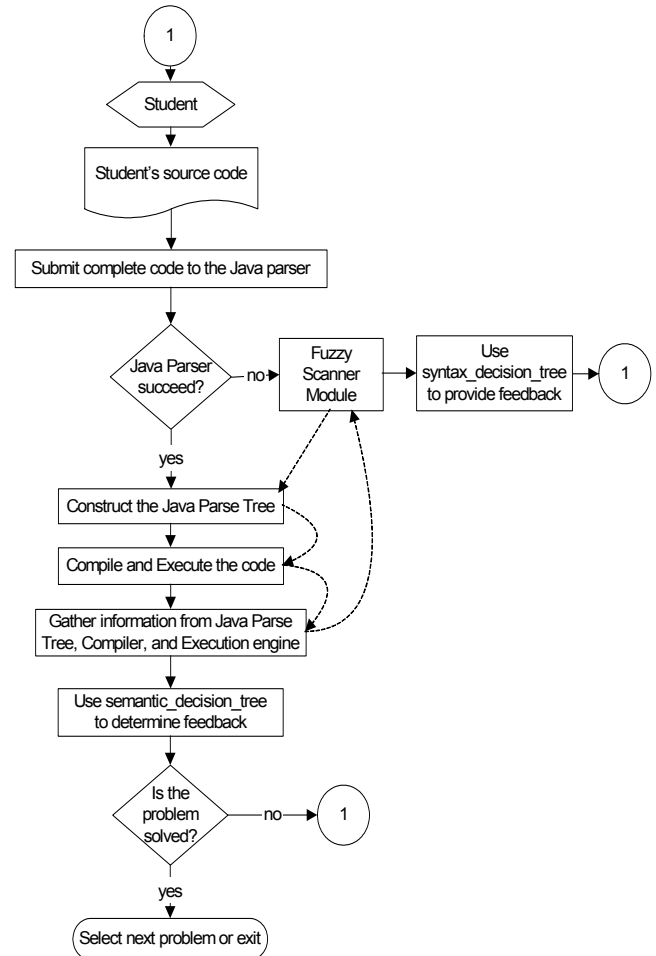 1
Student
Student's source code
Submit complete code to the Java parser
Java Parser
succeed?
no
Fuzzy
Scanner
Module
Use
syntax_decision_tree
to provide feedback
1
yes
Construct the Java Parse Tree
Compile and Execute the code
Gather information from Java Parse
Tree, Compiler, and Execution engine
Use semantic_decision_tree
to determine feedback
Is the
problem
solved?
no
1
yes
Select next problem or exit